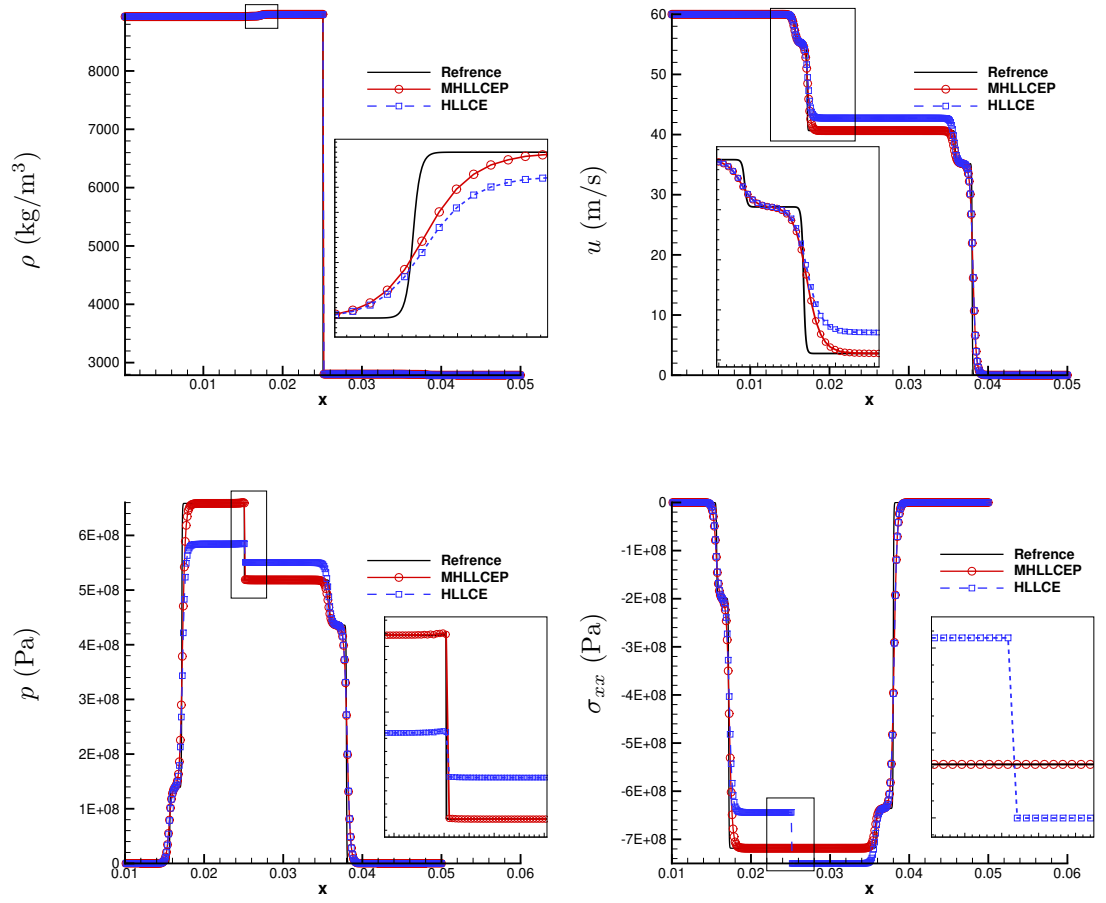 ρ (kg/m³)
8000
7000
6000
5000
4000
3000
0.01 0.02 0.03 0.04 0.05
x
Refrence
MHLLCEP
HLLCE
u (m/s)
60
50
40
30
20
10
0
0.01 0.02 0.03 0.04 0.05
x
Refrence
MHLLCEP
HLLCE
p (Pa)
6E+08
5E+08
4E+08
3E+08
2E+08
1E+08
0
0.01 0.02 0.03 0.04 0.05 0.06
x
Refrence
MHLLCEP
HLLCE
σxx (Pa)
0
-1E+08
-2E+08
-3E+08
-4E+08
-5E+08
-6E+08
-7E+08
0.01 0.02 0.03 0.04 0.05 0.06
x
Refrence
MHLLCEP
HLLCE